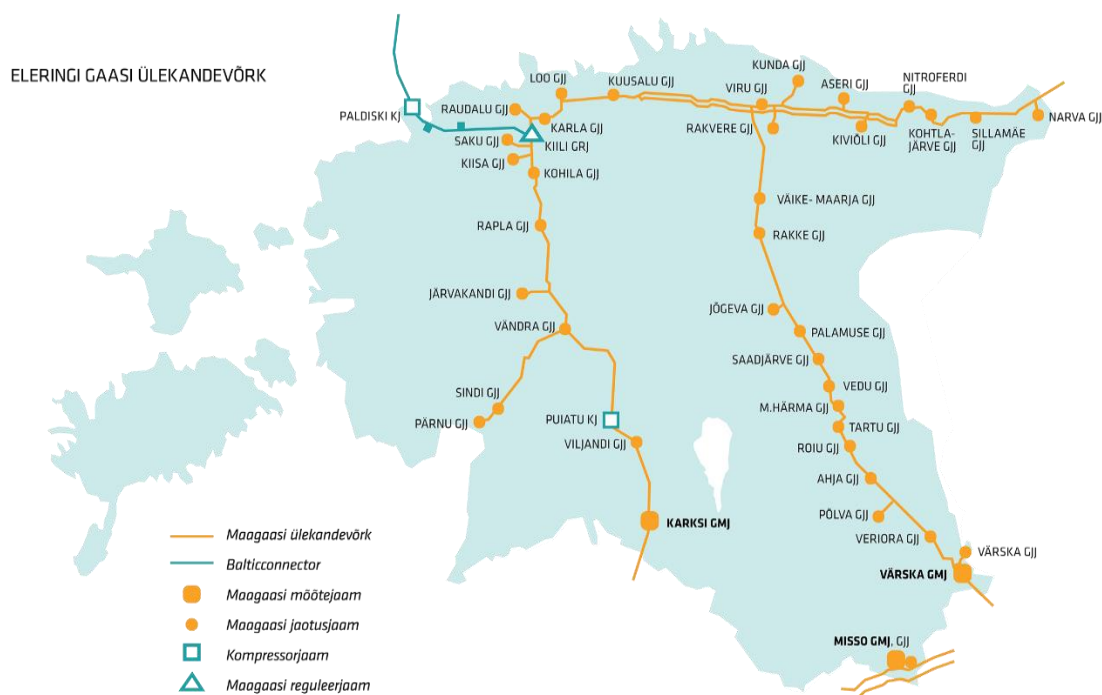 ELERINGI GAASI ÜLEKANDEVÕRK
PALDISKI KJ
RAUDALU GJJ
LOO GJJ
KUUSALU GJJ
KARLA GJJ
KIILI GRJ
SAKU GJJ
KIISA GJJ
KOHILA GJJ
RAPLA GJJ
JÄRVAKANDI GJJ
VÄNDRA GJJ
SINDI GJJ
PÄRNU GJJ
PUIATU KJ
VILJANDI GJJ
KARKSI GMJ
VIRU GJJ
KUNDA GJJ
RAKVERE GJJ
ASERI GJJ
KIVIÕLI GJJ
NITROFERDI
GJJ
KOHTLA-
JÄRVE GJJ
SILLAMÄE
GJJ
NARVA GJJ
VÄIKE- MAARJA GJJ
RAKKE GJJ
JÕGEVA GJJ
PALAMUSE GJJ
SAADJÄRVE GJJ
VEDU GJJ
M.HÄRMA GJJ
TARTU GJJ
ROIU GJJ
AHJA GJJ
PÕLVA GJJ
VERIORA GJJ
VÄRSKA GJJ
VÄRSKA GMJ
MISSO GMJ, GJJ
Maagaasi ülekandevõrk
Balticconnector
Maagaasi mõõtejaam
Maagaasi jaotusjaam
Kompressorjaam
Maagaasi reguleerjaam